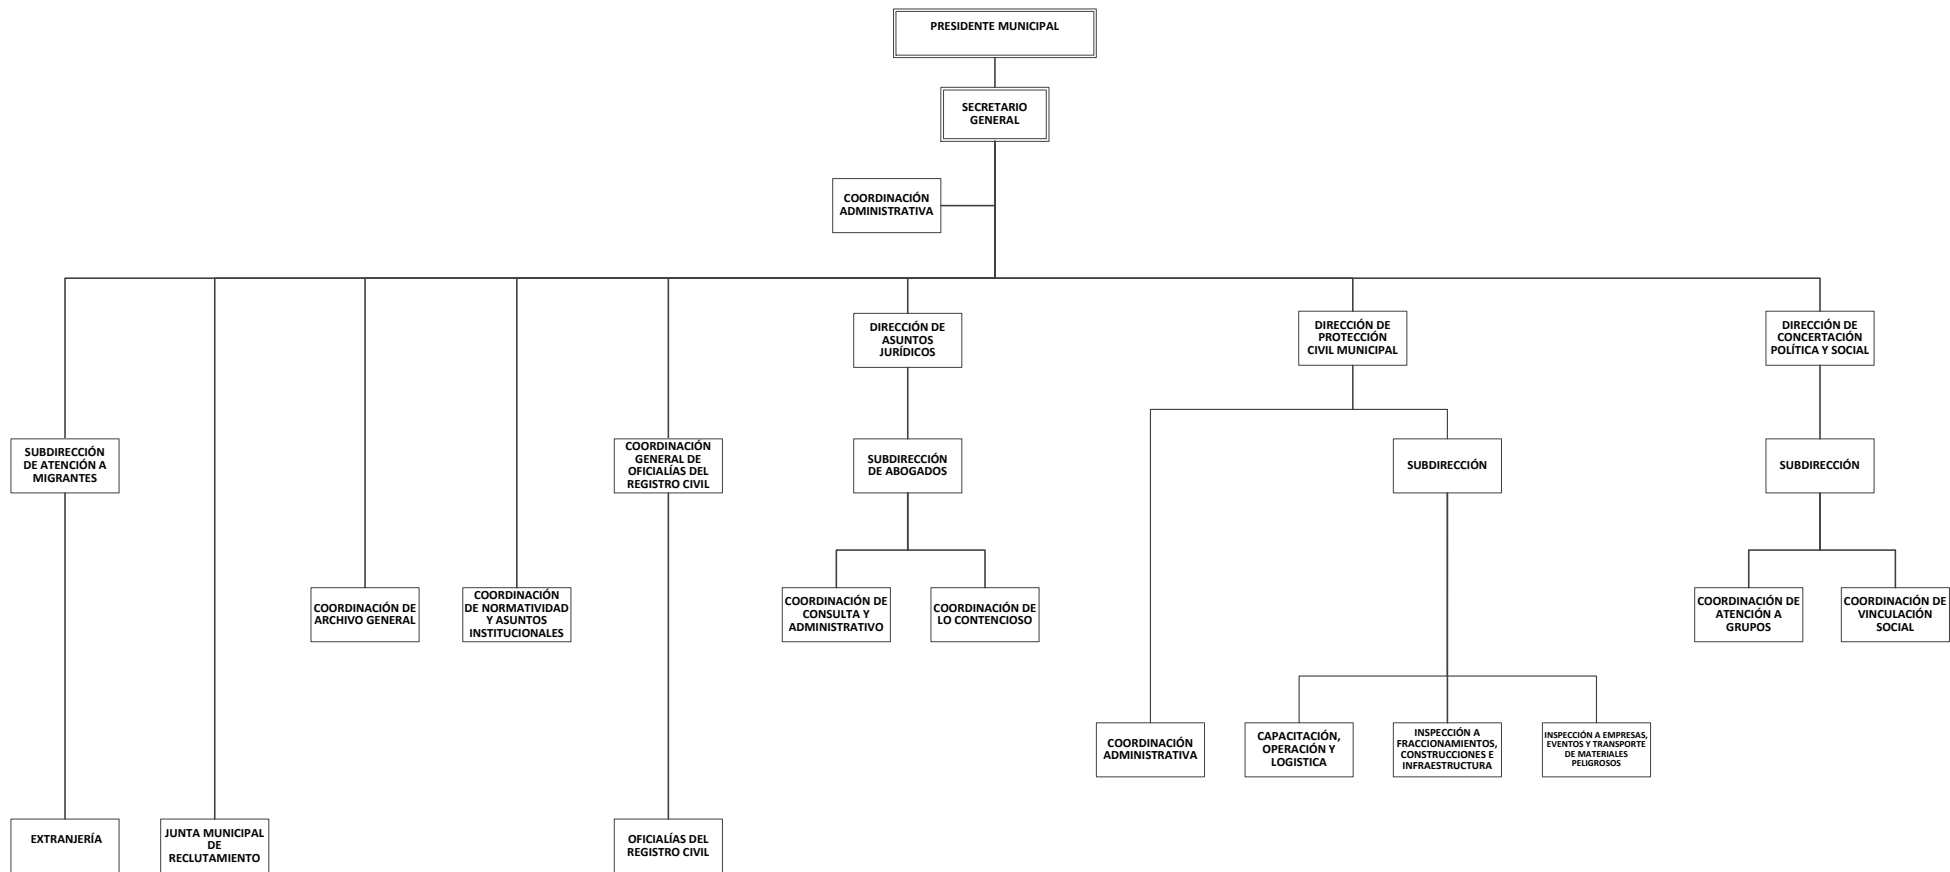 PRESIDENTE MUNICIPAL
SECRETARIO
GENERAL
COORDINACIÓN
ADMINISTRATIVA
DIRECCIÓN DE
ASUNTOS
JURÍDICOS
DIRECCIÓN DE
PROTECCIÓN
CIVIL MUNICIPAL
DIRECCIÓN DE
CONCERTACIÓN
POLÍTICA Y SOCIAL
SUBDIRECCIÓN
DE ATENCIÓN A
MIGRANTES
COORDINACIÓN
GENERAL DE
OFICIALÍAS DEL
REGISTRO CIVIL
SUBDIRECCIÓN
DE ABOGADOS
SUBDIRECCIÓN
SUBDIRECCIÓN
COORDINACIÓN DE
ARCHIVO GENERAL
COORDINACIÓN
DE NORMATIVIDAD
Y ASUNTOS
INSTITUCIONALES
COORDINACIÓN DE
CONSULTA Y
ADMINISTRATIVO
COORDINACIÓN DE
LO CONTENCIOSO
COORDINACIÓN DE
ATENCIÓN A
GRUPOS
COORDINACIÓN DE
VINCULACIÓN
SOCIAL
COORDINACIÓN
ADMINISTRATIVA
CAPACITACIÓN,
OPERACIÓN Y
LOGISTICA
INSPECCIÓN A
FRACCIONAMIENTOS,
CONSTRUCCIONES E
INFRAESTRUCTURA
INSPECCIÓN A EMPRESAS,
EVENTOS Y TRANSPORTE
DE MATERIALES
PELIGROSOS
EXTRANJERÍA
JUNTA MUNICIPAL
DE
RECLUTAMIENTO
OFICIALÍAS DEL
REGISTRO CIVIL